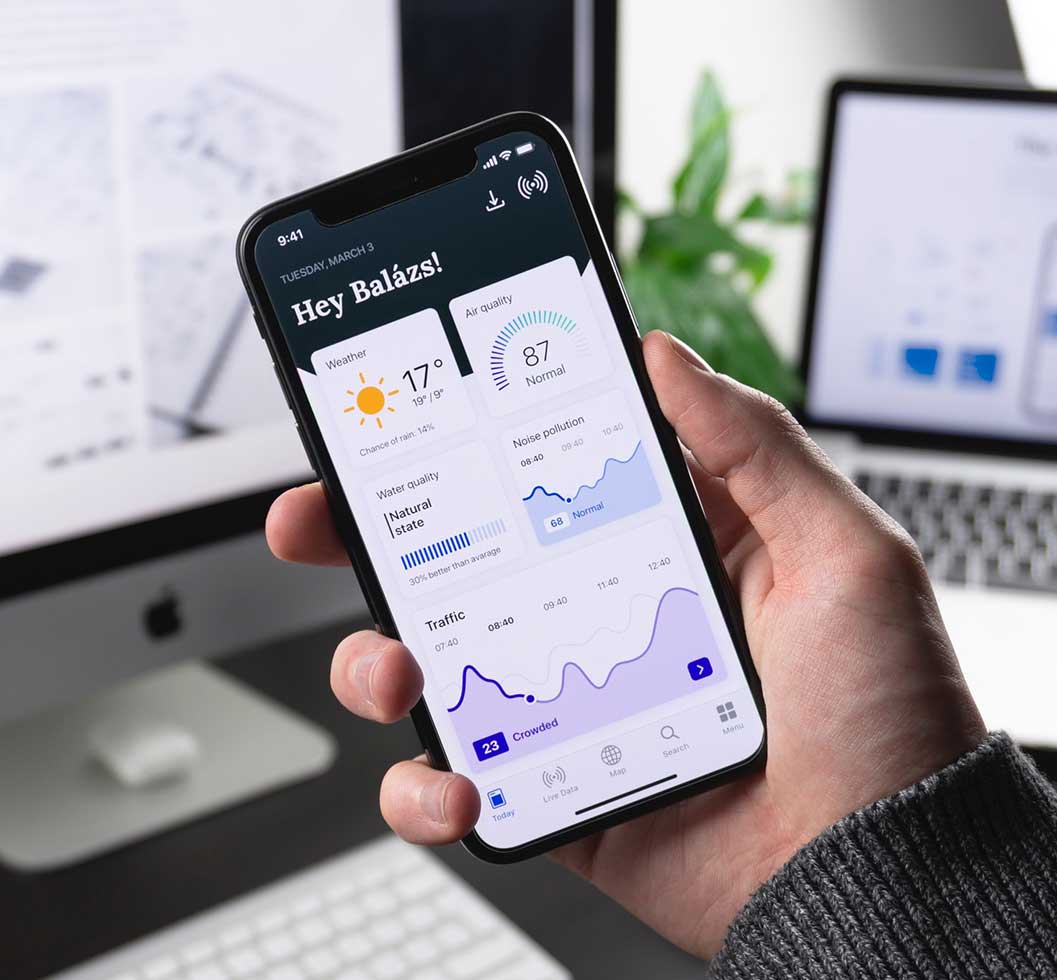 9:41
TUESDAY, MARCH 3
Hey Balázs!
Weather
17°
19° / 9°
Chance of rain. 14%
Air quality
87
Normal
Water quality
Natural
state
30% better than avarage
Noise pollution
08:40 09:40 10:40
68 Normal
Traffic
07:40 08:40 09:40 11:40 12:40
23 Crowded
Today Live Data Map Search Menu